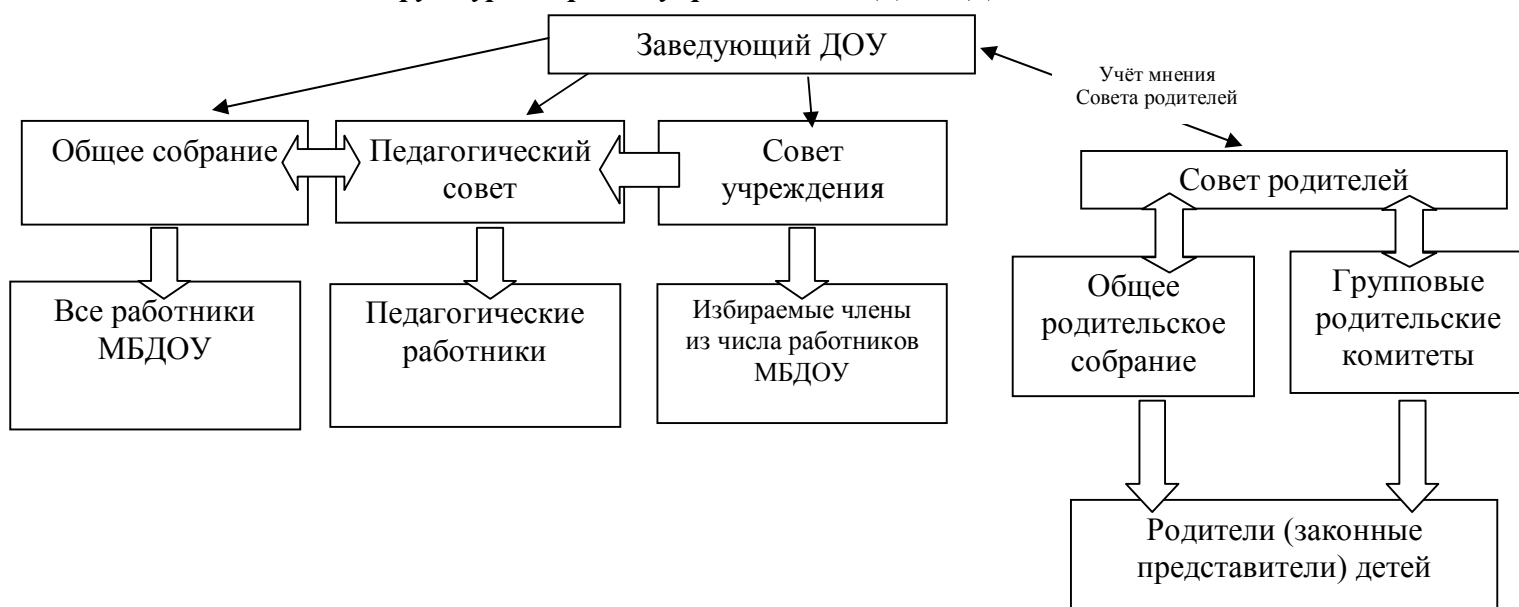 Заведующий ДОУ
Учёт мнения
Совета родителей
Общее собрание
Педагогический
совет
Совет
учреждения
Совет родителей
Все работники
МБДОУ
Педагогические
работники
Избираемые члены
из числа работников
МБДОУ
Общее
родительское
собрание
Групповые
родительские
комитеты
Родители (законные
представители) детей